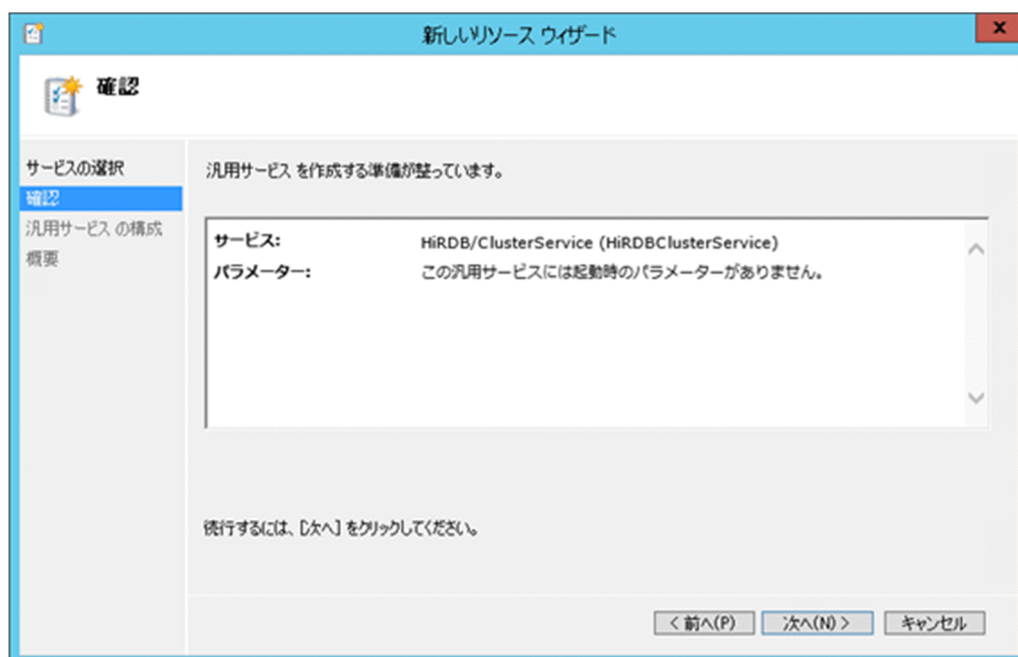 新しいリソース ウィザード
x
確認
サービスの選択
確認
汎用サービス の構成
概要
汎用サービス を作成する準備が整っています。
サービス: HiRDB/ClusterService (HiRDBClusterService)
パラメーター: この汎用サービスには起動時のパラメーターがありません。
続行するには、[次へ] をクリックしてください。
< 前へ(P) 次へ(N) > キャンセル